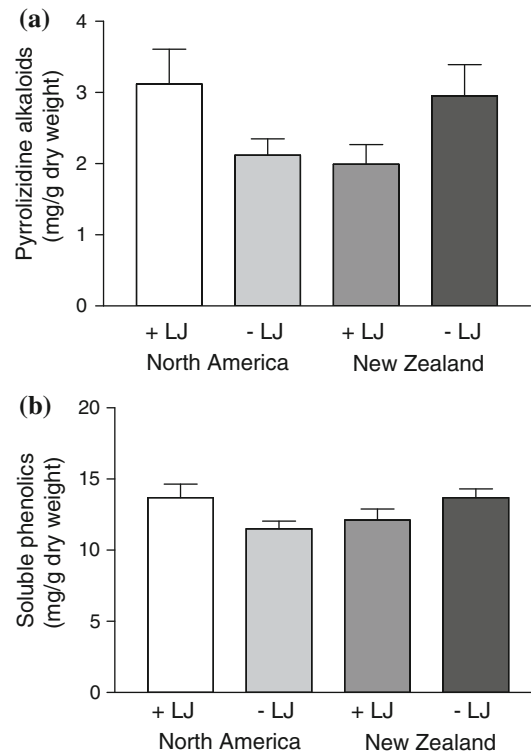 (a)
Pyrrolizidine alkaloids
(mg/g dry weight)
4
3
2
1
0
+ LJ - LJ + LJ - LJ
North America New Zealand
(b)
Soluble phenolics
(mg/g dry weight)
20
15
10
5
0
+ LJ - LJ + LJ - LJ
North America New Zealand